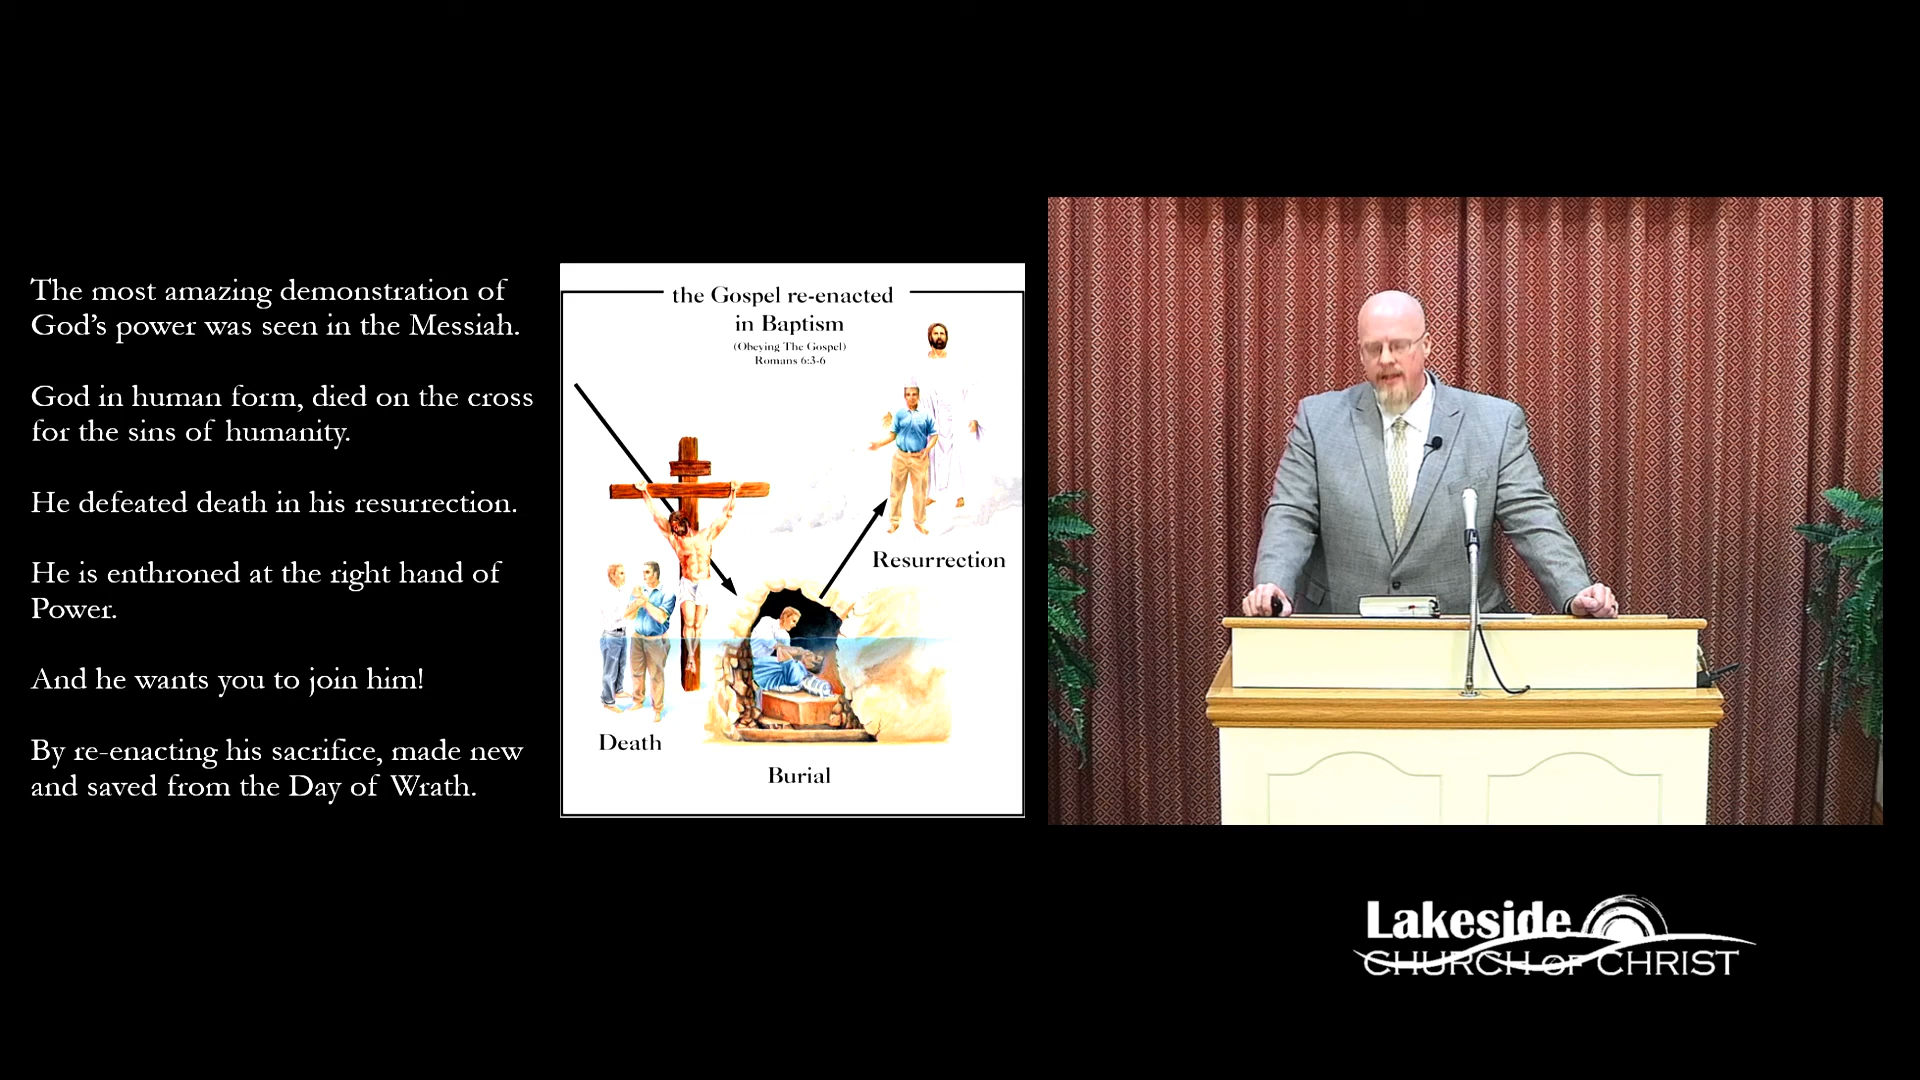 The most amazing demonstration of
God's power was seen in the Messiah.
God in human form, died on the cross
for the sins of humanity.
He defeated death in his resurrection.
He is enthroned at the right hand of
Power.
And he wants you to join him!
By re-enacting his sacrifice, made new
and saved from the Day of Wrath.
the Gospel re-enacted
in Baptism
(Obeying The Gospel)
Romans 6:3-6
Resurrection
Death
Burial
Lakeside
CHURCH OF CHRIST